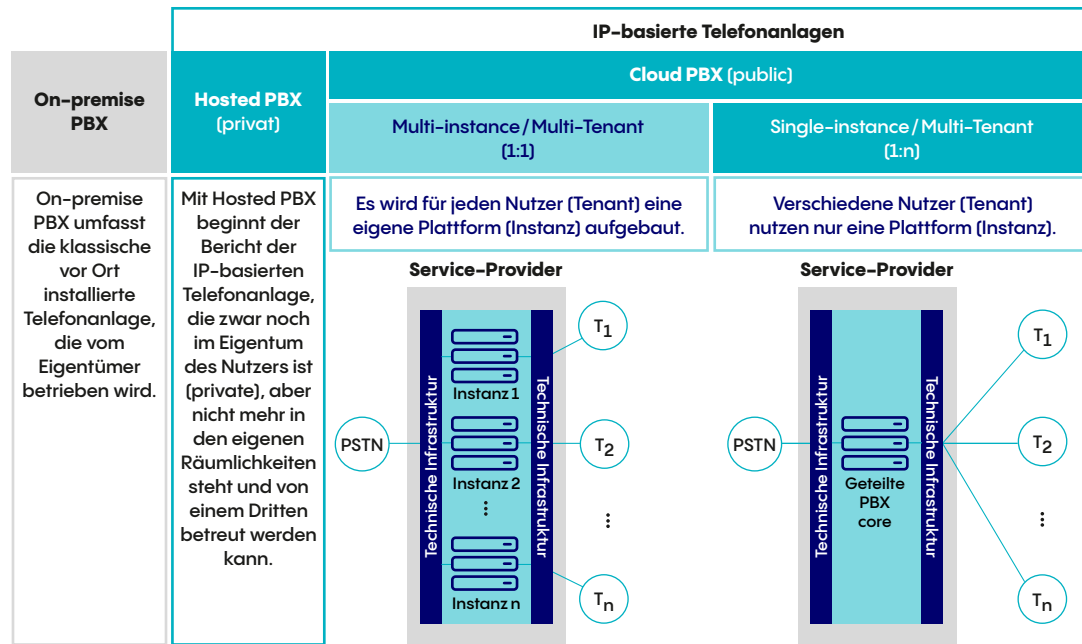 IP-basierte Telefonanlagen
On-premise
PBX
Hosted PBX
(privat)
Cloud PBX (public)
Multi-instance/Multi-Tenant
(1:1)
Single-instance/Multi-Tenant
(1:n)
On-premise
PBX umfasst
die klassische
vor Ort
installierte
Telefonanlage,
die vom
Eigentümer
betrieben wird.
Mit Hosted PBX
beginnt der
Bericht der
IP-basierten
Telefonanlage,
die zwar noch
im Eigentum
des Nutzers ist
(private), aber
nicht mehr in
den eigenen
Räumlichkeiten
steht und von
einem Dritten
betreut werden
kann.
Es wird für jeden Nutzer (Tenant) eine
eigene Plattform (Instanz) aufgebaut.
Service-Provider
PSTN
Technische Infrastruktur
Instanz 1
Instanz 2
...
Instanz n
Technische Infrastruktur
T1
T2
...
Tn
Verschiedene Nutzer (Tenant)
nutzen nur eine Plattform (Instanz).
Service-Provider
PSTN
Technische Infrastruktur
Geteilte
PBX
core
Technische Infrastruktur
T1
T2
...
Tn